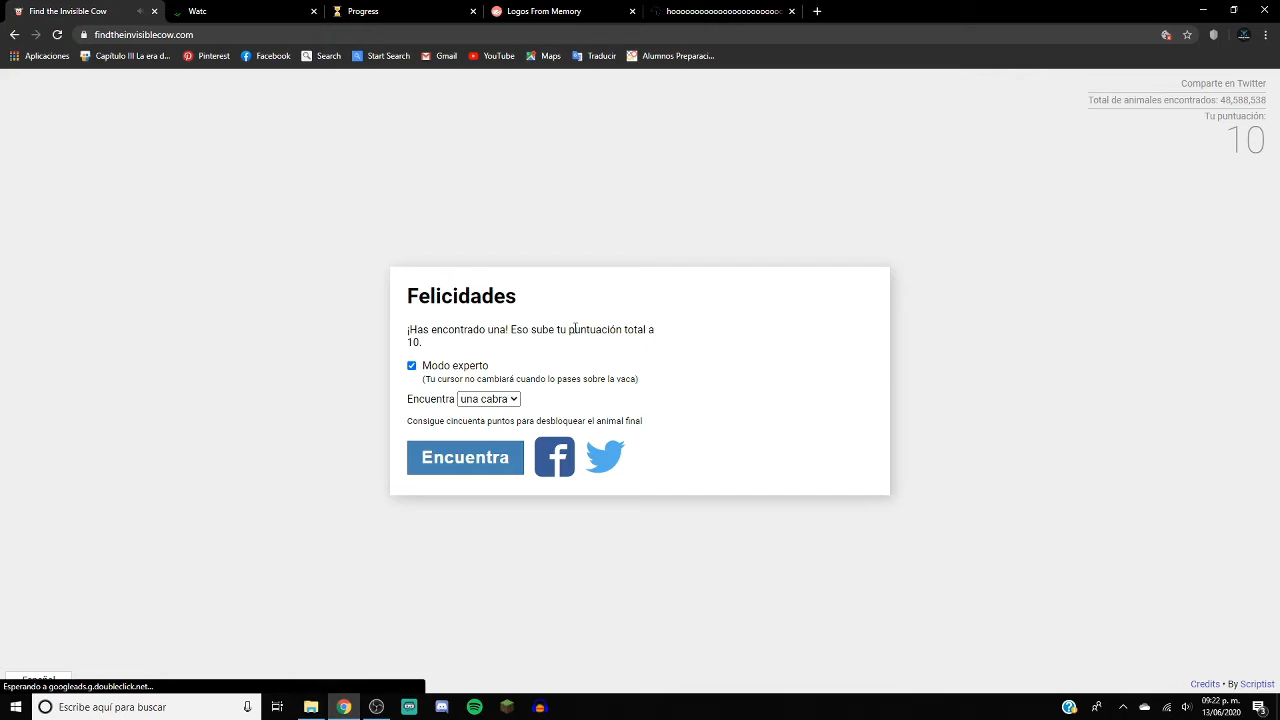 Find the Invisible Cow
Watc
Progress
Logos From Memory
hooooooooooooooooooooooo
findtheinvisiblecow.com
Aplicaciones
Capítulo III La era d...
Pinterest
Facebook
Search
Start Search
Gmail
YouTube
Maps
Traducir
Alumnos Preparaci...
Comparte en Twitter
Total de animales encontrados: 48,588,538
Tu puntuación:
10
Felicidades
¡Has encontrado una! Eso sube tu puntuación total a
10.
Modo experto
(Tu cursor no cambiará cuando lo pases sobre la vaca)
Encuentra una cabra
Consigue cincuenta puntos para desbloquear el animal final
Encuentra
Español
Esperando a googleads.g.doubleclick.net...
Credits • By Scriptist
Escribe aquí para buscar
09:22 p. m.
13/06/2020